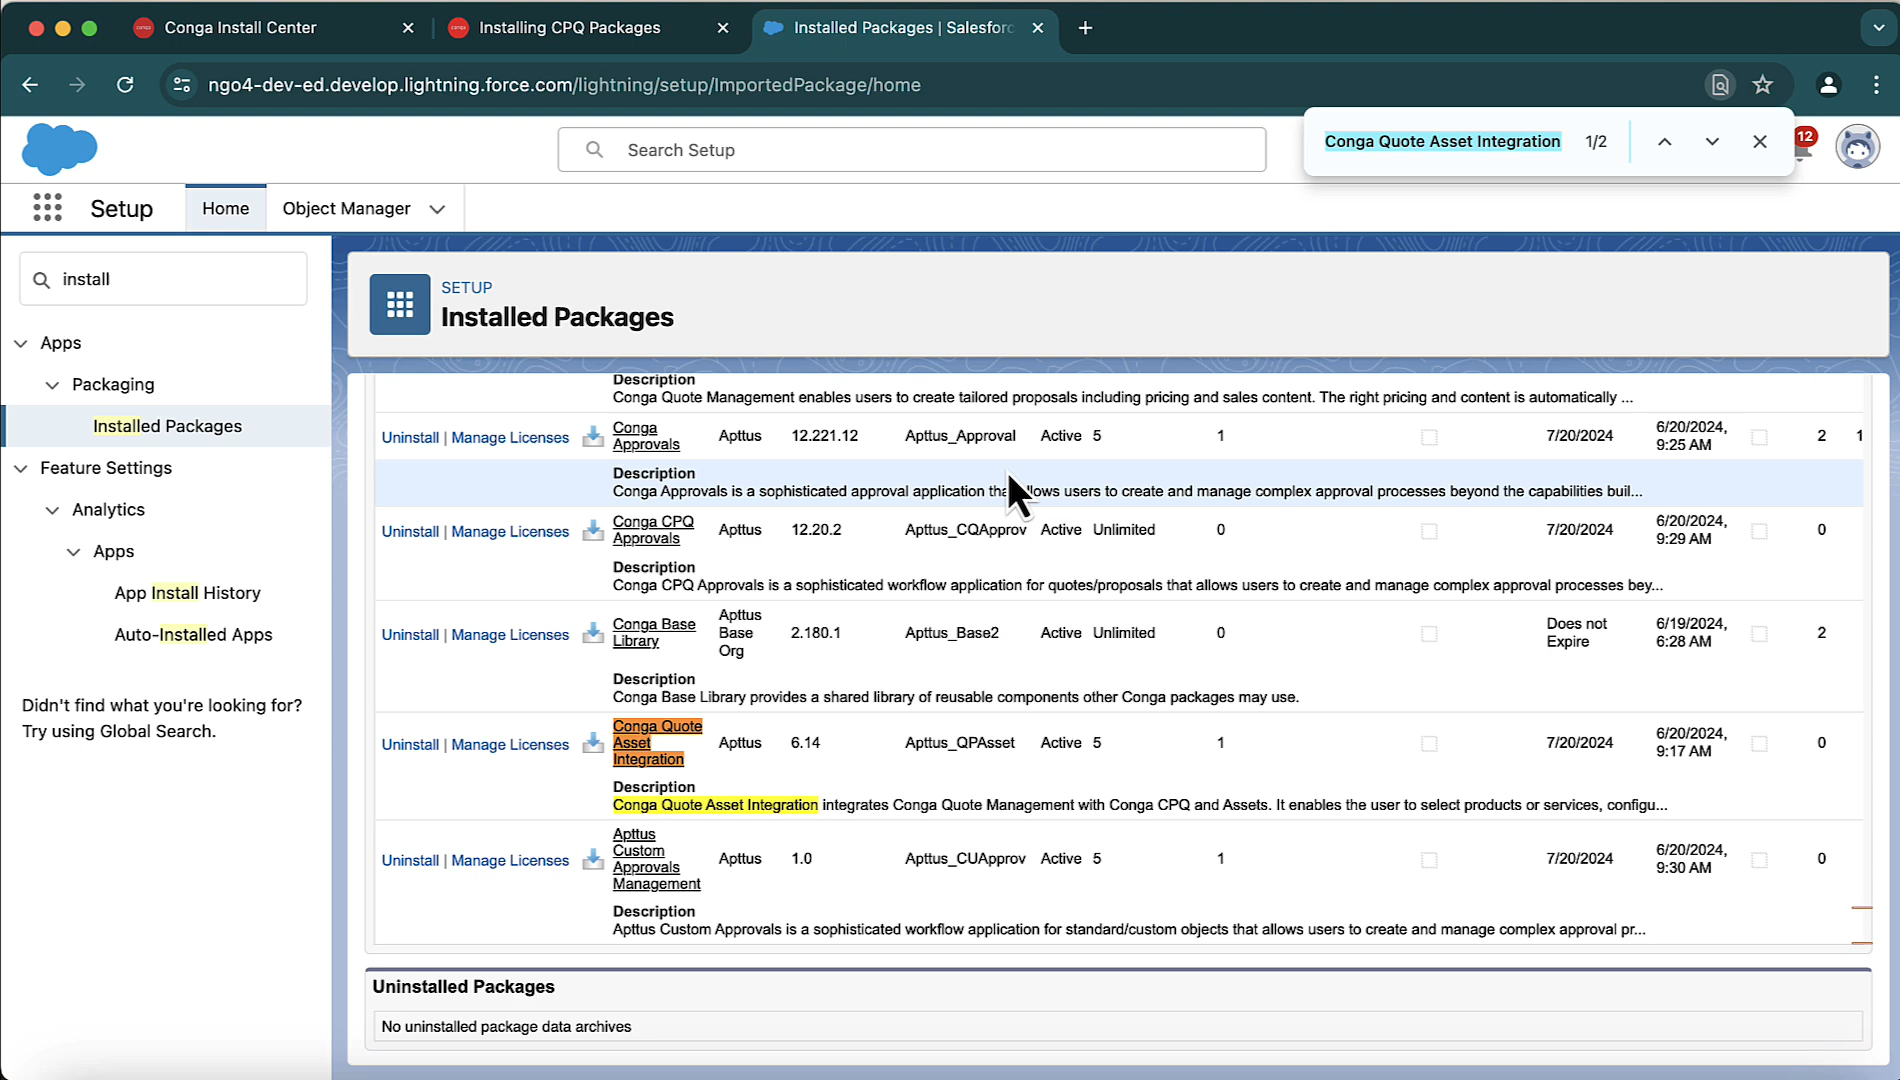 Conga Install Center
Installing CPQ Packages
Installed Packages | Salesforc
ngo4-dev-ed.develop.lightning.force.com/lightning/setup/ImportedPackage/home
Conga Quote Asset Integration 1/2
Search Setup
12
Setup
Home
Object Manager
install
Apps
Packaging
Installed Packages
Feature Settings
Analytics
Apps
App Install History
Auto-Installed Apps
Didn't find what you're looking for?
Try using Global Search.
SETUP
Installed Packages
Description
Conga Quote Management enables users to create tailored proposals including pricing and sales content. The right pricing and content is automatically ...
Uninstall | Manage Licenses Conga Approvals Apttus 12.221.12 Apttus_Approval Active 5 1 7/20/2024 6/20/2024, 9:25 AM 2 1
Description
Conga Approvals is a sophisticated approval application tha lows users to create and manage complex approval processes beyond the capabilities buil...
Uninstall | Manage Licenses Conga CPQ Approvals Apttus 12.20.2 Apttus_CQApprov Active Unlimited 0 7/20/2024 6/20/2024, 9:29 AM 0
Description
Conga CPQ Approvals is a sophisticated workflow application for quotes/proposals that allows users to create and manage complex approval processes bey...
Uninstall | Manage Licenses Conga Base Library Apttus Base Org 2.180.1 Apttus_Base2 Active Unlimited 0 Does not Expire 6/19/2024, 6:28 AM 2
Description
Conga Base Library provides a shared library of reusable components other Conga packages may use.
Uninstall | Manage Licenses Conga Quote Asset Integration Apttus 6.14 Apttus_QPAsset Active 5 1 7/20/2024 6/20/2024, 9:17 AM 0
Description
Conga Quote Asset Integration integrates Conga Quote Management with Conga CPQ and Assets. It enables the user to select products or services, configu...
Uninstall | Manage Licenses Apttus Custom Approvals Management Apttus 1.0 Apttus_CUApprov Active 5 1 7/20/2024 6/20/2024, 9:30 AM 0
Description
Apttus Custom Approvals is a sophisticated workflow application for standard/custom objects that allows users to create and manage complex approval pr...
Uninstalled Packages
No uninstalled package data archives